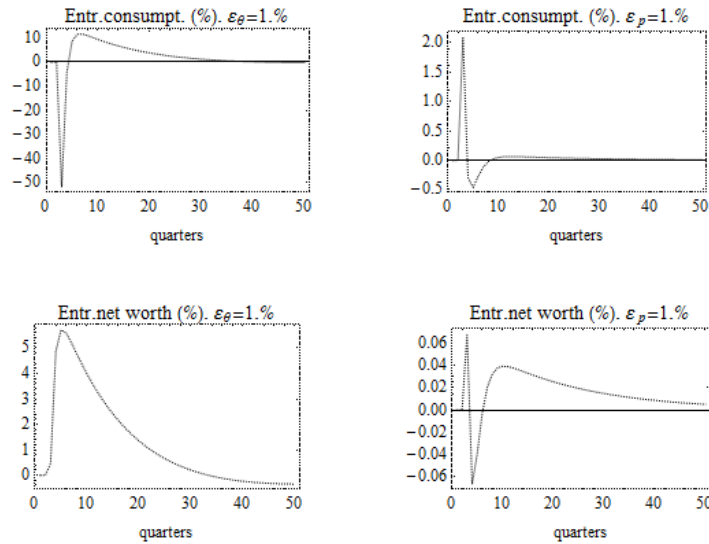 Entr.consumpt. (%). εθ=1.%
10
0
−10
−20
−30
−40
−50
0 10 20 30 40 50
quarters
Entr.consumpt. (%). εp=1.%
2.0
1.5
1.0
0.5
0.0
−0.5
0 10 20 30 40 50
quarters
Entr.net worth (%). εθ=1.%
5
4
3
2
1
0
0 10 20 30 40 50
quarters
Entr.net worth (%). εp=1.%
0.06
0.04
0.02
0.00
−0.02
−0.04
−0.06
0 10 20 30 40 50
quarters